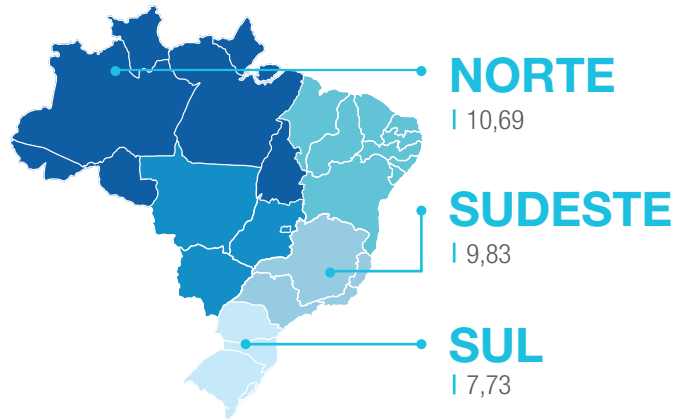 NORTE
| 10,69
SUDESTE
| 9,83
SUL
| 7,73